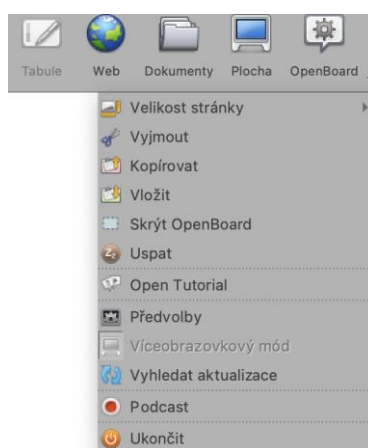 Tabule Web Dokumenty Plocha OpenBoard
Velikost stránky
Vyjmout
Kopírovat
Vložit
Skrýt OpenBoard
Uspat
Open Tutorial
Předvolby
Víceobrazovkový mód
Vyhledat aktualizace
Podcast
Ukončit